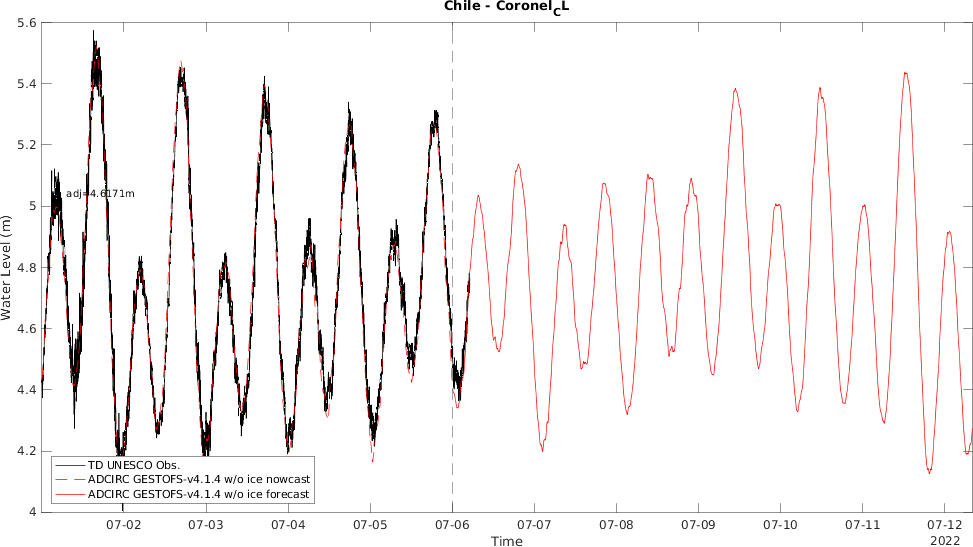 Chile - Coronel_CL
5.6
5.4
5.2
5
4.8
4.6
4.4
4.2
4
Water Level (m)
adj=4.6171m
TD UNESCO Obs.
ADCIRC GESTOFS-v4.1.4 w/o ice nowcast
ADCIRC GESTOFS-v4.1.4 w/o ice forecast
07-02 07-03 07-04 07-05 07-06 07-07 07-08 07-09 07-10 07-11 07-12
Time
2022